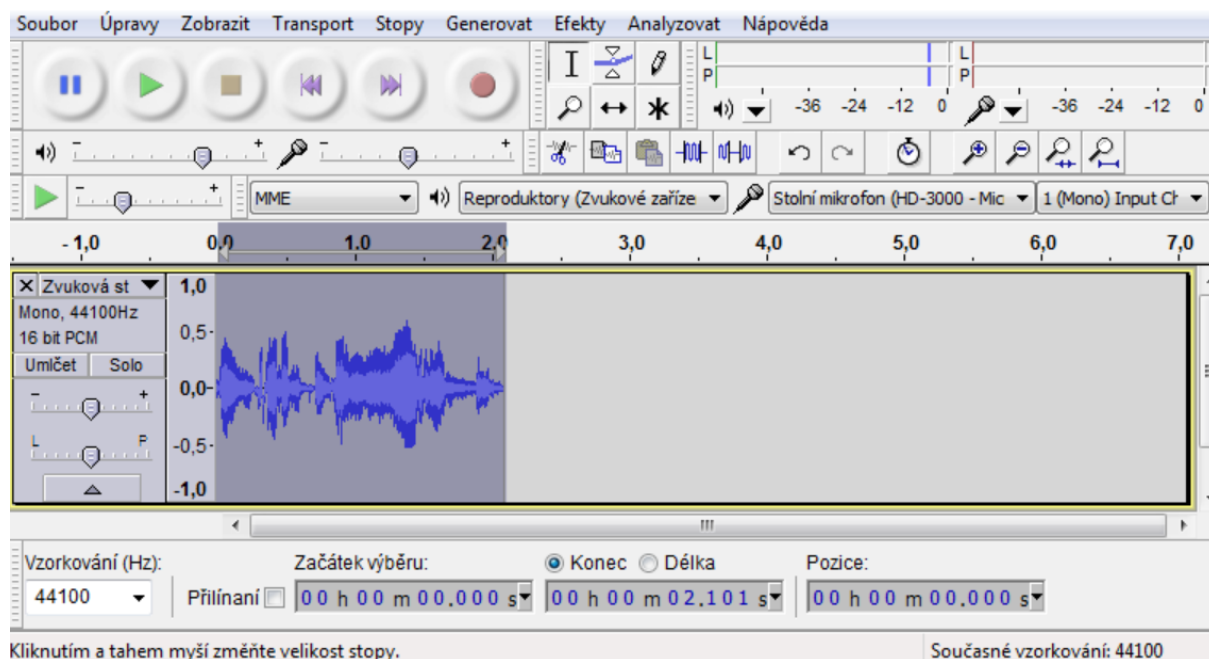 Soubor Úpravy Zobrazit Transport Stopy Generovat Efekty Analyzovat Nápověda
L L
P P
-36 -24 -12 0 -36 -24 -12 0
- + - +
- + MME Reproduktory (Zvukové zaříze Stolní mikrofon (HD-3000 - Mic 1 (Mono) Input Ch
- 1,0 0,0 1.0 2,0 3,0 4,0 5,0 6,0 7,0
X Zvuková st 1,0
Mono, 44100Hz
16 bit PCM 0,5
Umlčet Solo
- + 0,0
L P -0,5
-1,0
Vzorkování (Hz): Začátek výběru: Konec Délka Pozice:
44100 Přilínaní 00 h 00 m 00.000 s 00 h 00 m 02.101 s 00 h 00 m 00.000 s
Kliknutím a tahem myší změňte velikost stopy. Současné vzorkování: 44100